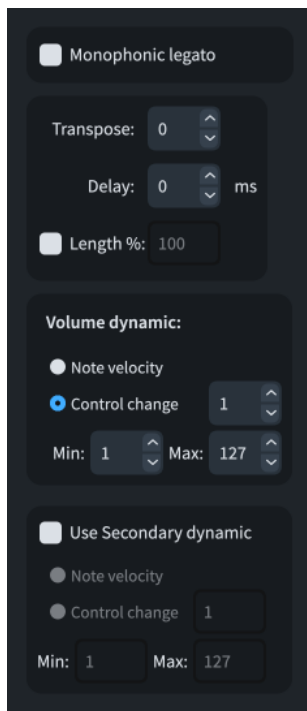 Monophonic legato
Transpose: 0
Delay: 0 ms
Length %: 100
Volume dynamic:
Note velocity
Control change 1
Min: 1 Max: 127
Use Secondary dynamic
Note velocity
Control change 1
Min: 1 Max: 127